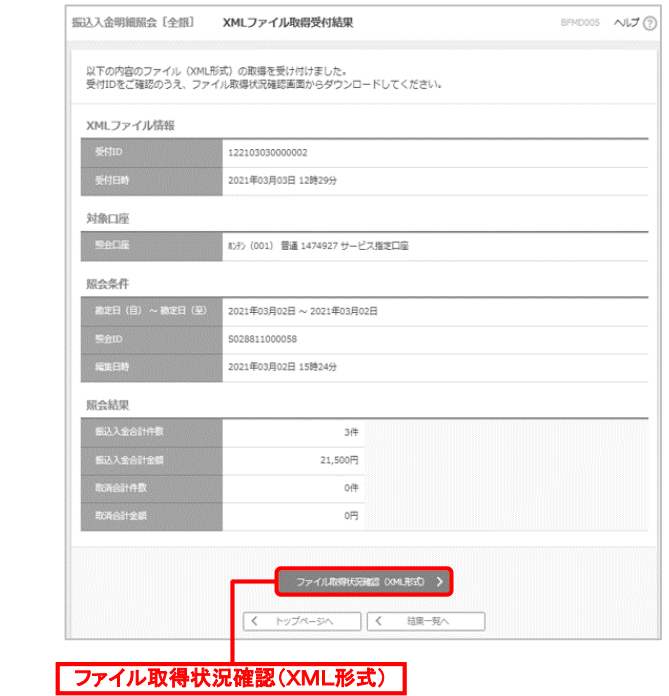 振込入金明細照会［全銀］ XMLファイル取得受付結果 BFMD005 ヘルプ ?
以下の内容のファイル（XML形式）の取得を受け付けました。
受付IDをご確認のうえ、ファイル取得状況確認画面からダウンロードしてください。
XMLファイル情報
受付ID 122103030000002
受付日時 2021年03月03日 12時29分
対象口座
照会口座 ﾎﾝﾃﾝ（001） 普通 1474927 サービス指定口座
照会条件
勘定日（自）～勘定日（至） 2021年03月02日 ～ 2021年03月02日
照会ID S028811000058
編集日時 2021年03月02日 15時24分
照会結果
振込入金合計件数 3件
振込入金合計金額 21,500円
取消合計件数 0件
取消合計金額 0円
ファイル取得状況確認（XML形式）
トップページへ 結果一覧へ
ファイル取得状況確認（XML形式）